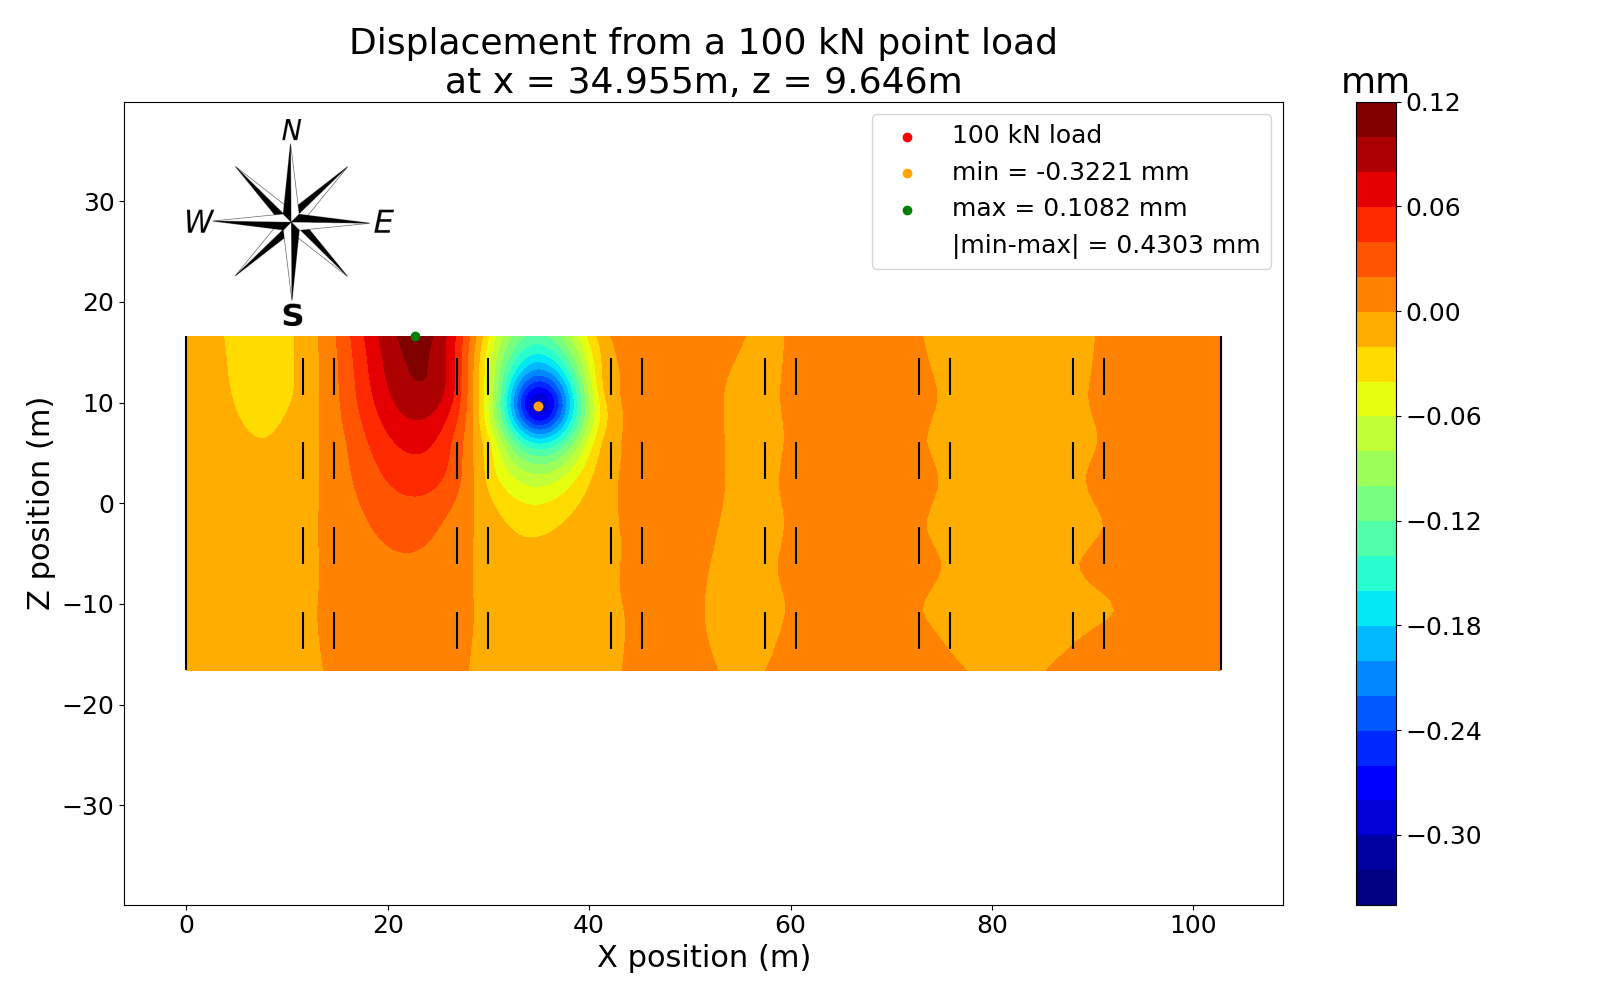 Displacement from a 100 kN point load
at x = 34.955m, z = 9.646m
mm
N
W E
S
100 kN load
min = -0.3221 mm
max = 0.1082 mm
|min-max| = 0.4303 mm
30
20
10
0
−10
−20
−30
Z position (m)
0 20 40 60 80 100
X position (m)
0.12
0.06
0.00
−0.06
−0.12
−0.18
−0.24
−0.30